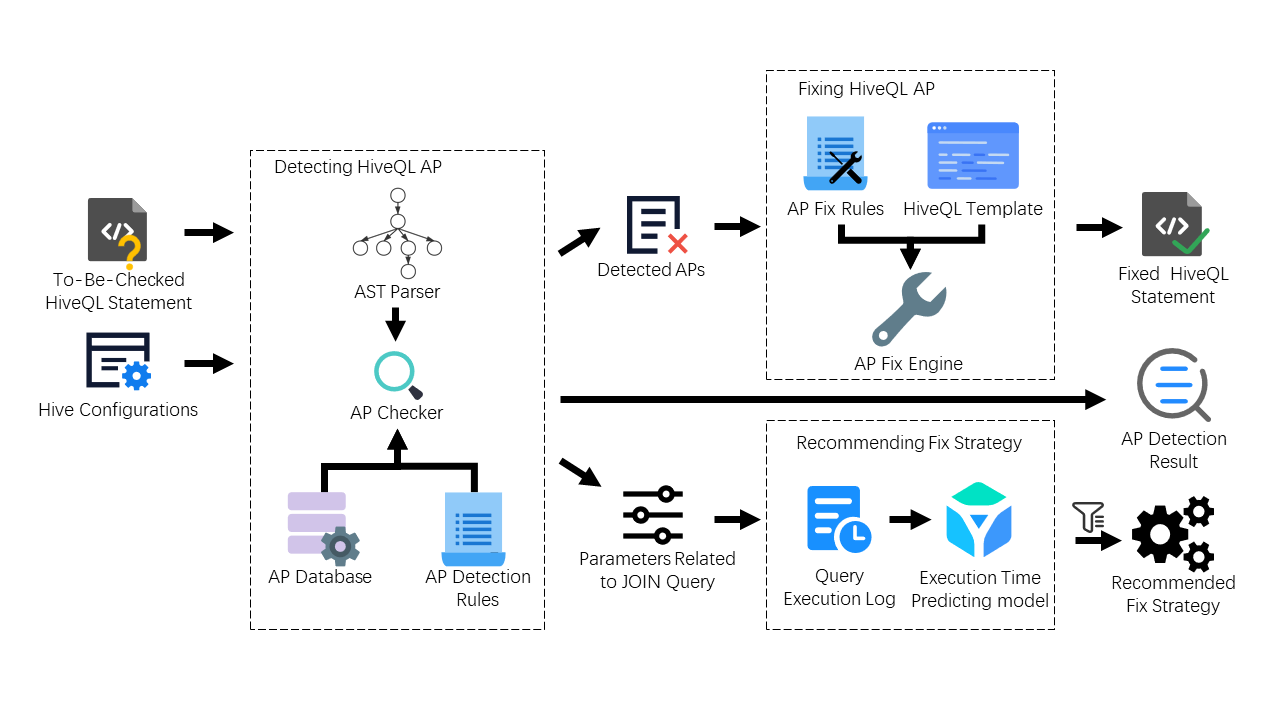 To-Be-Checked
HiveQL Statement
Hive Configurations
Detecting HiveQL AP
AST Parser
AP Checker
AP Database
AP Detection
Rules
Detected APs
Parameters Related
to JOIN Query
Fixing HiveQL AP
AP Fix Rules
HiveQL Template
AP Fix Engine
Recommending Fix Strategy
Query
Execution Log
Execution Time
Predicting model
Fixed HiveQL
Statement
AP Detection
Result
Recommended
Fix Strategy